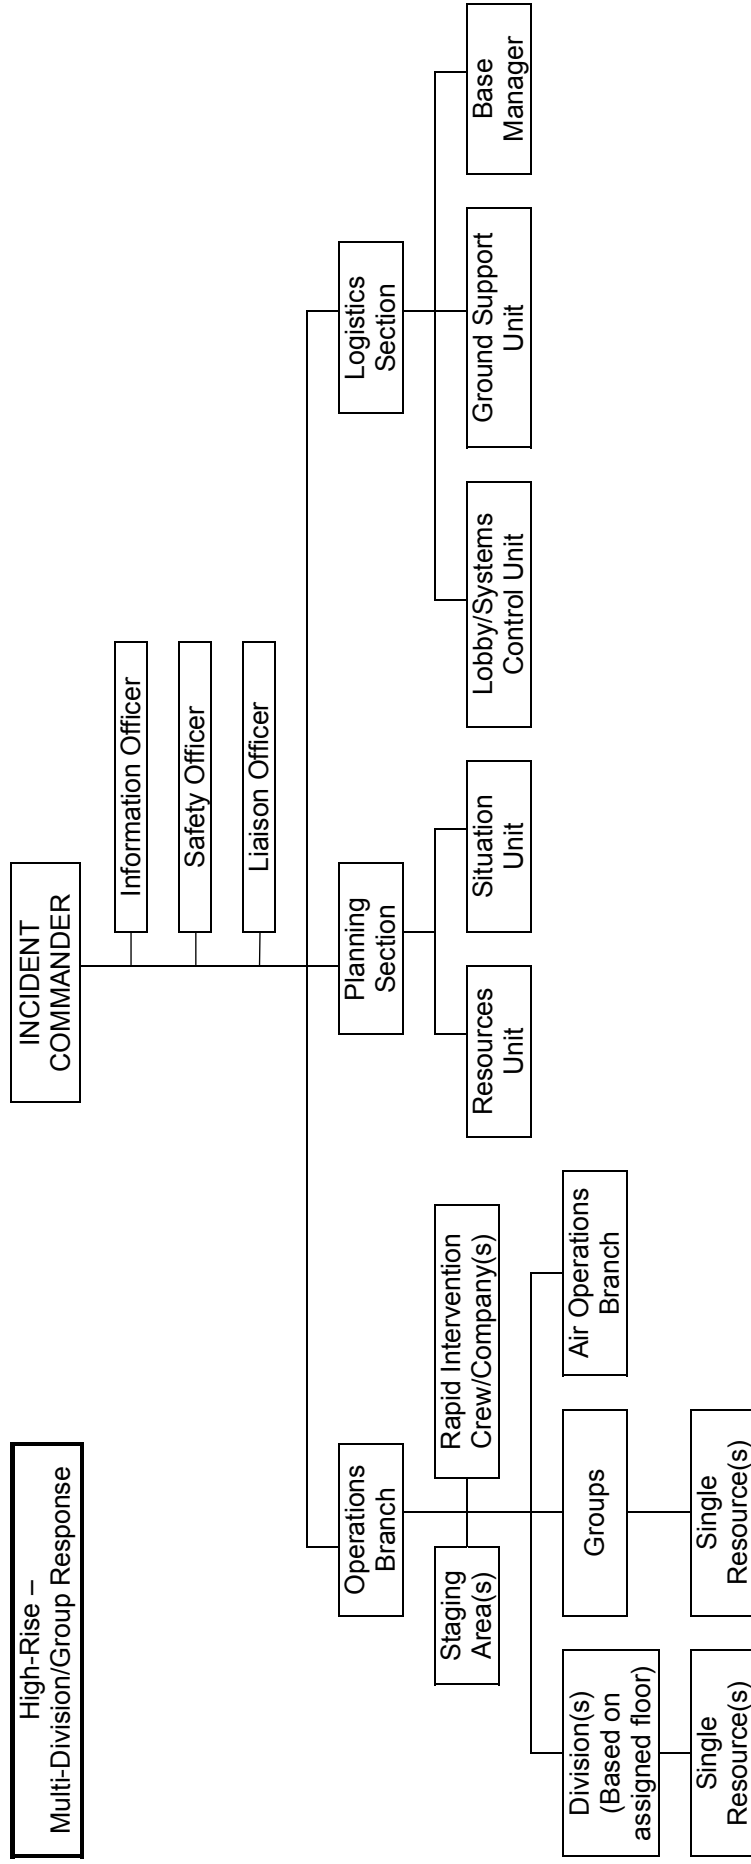 High-Rise –
Multi-Division/Group Response
INCIDENT
COMMANDER
Information Officer
Safety Officer
Liaison Officer
Operations
Branch
Planning
Section
Logistics
Section
Staging
Area(s)
Rapid Intervention
Crew/Company(s)
Resources
Unit
Situation
Unit
Lobby/Systems
Control Unit
Ground Support
Unit
Base
Manager
Division(s)
(Based on
assigned floor)
Groups
Air Operations
Branch
Single
Resource(s)
Single
Resource(s)